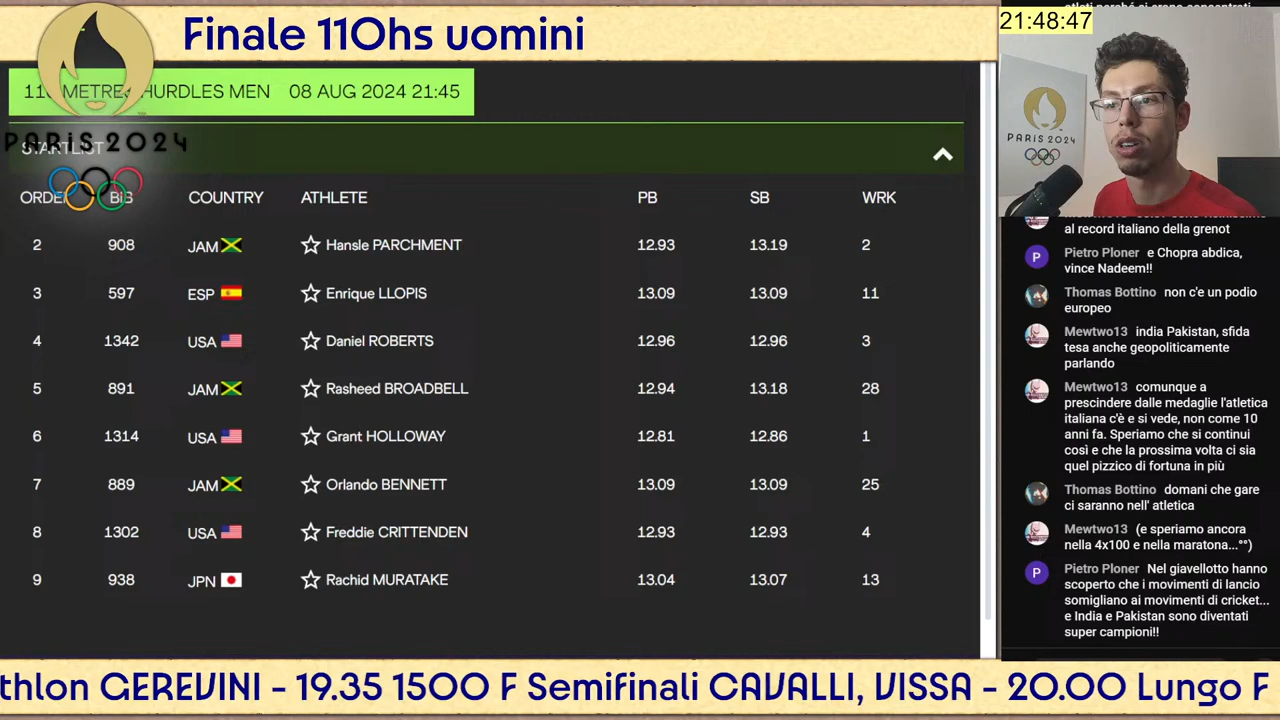 Finale 110hs uomini
21:48:47
PARIS 2024
METRES HURDLES MEN 08 AUG 2024 21:45
PARIS 2024
STARTLIST
ORDER BIB COUNTRY ATHLETE PB SB WRK
2 908 JAM Hansle PARCHMENT 12.93 13.19 2
3 597 ESP Enrique LLOPIS 13.09 13.09 11
4 1342 USA Daniel ROBERTS 12.96 12.96 3
5 891 JAM Rasheed BROADBELL 12.94 13.18 28
6 1314 USA Grant HOLLOWAY 12.81 12.86 1
7 889 JAM Orlando BENNETT 13.09 13.09 25
8 1302 USA Freddie CRITTENDEN 12.93 12.93 4
9 938 JPN Rachid MURATAKE 13.04 13.07 13
al record italiano della grenot
P Pietro Ploner e Chopra abdica,
vince Nadeem!!
Thomas Bottino non c'e un podio
europeo
Mewtwo13 india Pakistan, sfida
tesa anche geopoliticamente
parlando
Mewtwo13 comunque a
prescindere dalle medaglie l'atletica
italiana c'è e si vede, non come 10
anni fa. Speriamo che si continui
così e che la prossima volta ci sia
quel pizzico di fortuna in più
Thomas Bottino domani che gare
ci saranno nell' atletica
Mewtwo13 (e speriamo ancora
nella 4x100 e nella maratona...°°)
P Pietro Ploner Nel giavellotto hanno
scoperto che i movimenti di lancio
somigliano ai movimenti di cricket...
e India e Pakistan sono diventati
super campioni!!
thlon GEREVINI - 19.35 1500 F Semifinali CAVALLI, VISSA - 20.00 Lungo F